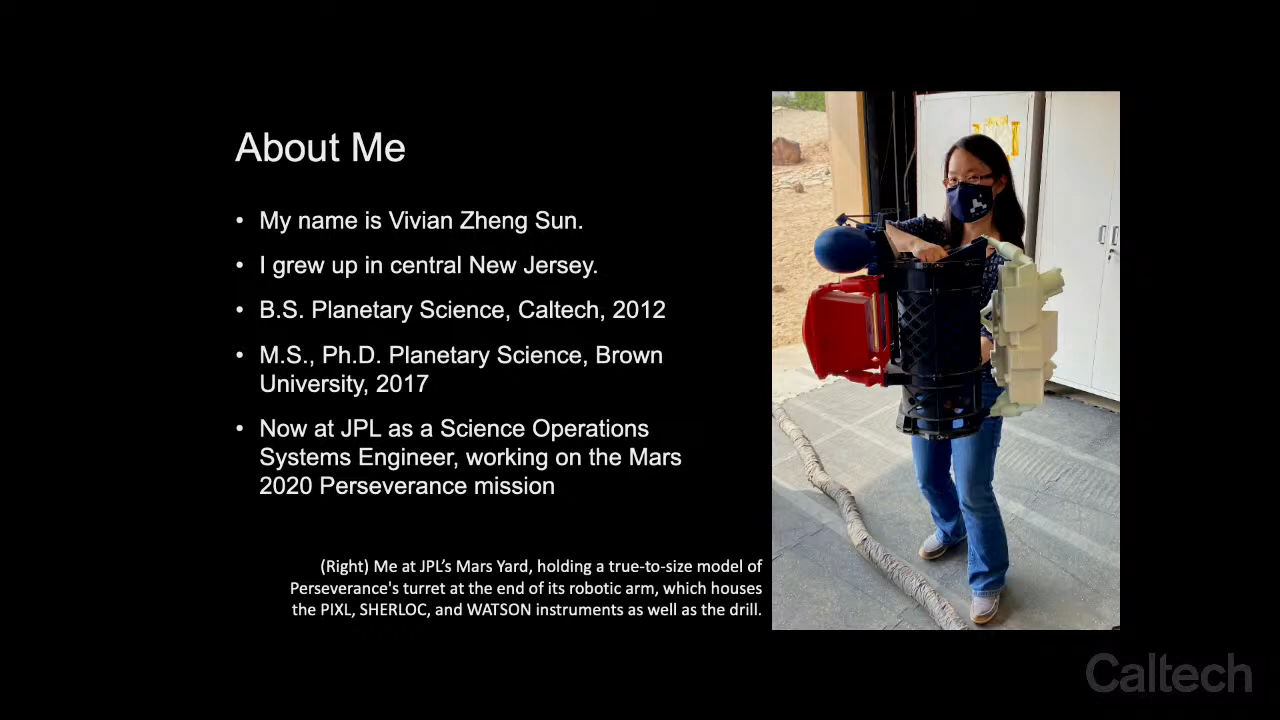 About Me
• My name is Vivian Zheng Sun.
• I grew up in central New Jersey.
• B.S. Planetary Science, Caltech, 2012
• M.S., Ph.D. Planetary Science, Brown
University, 2017
• Now at JPL as a Science Operations
Systems Engineer, working on the Mars
2020 Perseverance mission
(Right) Me at JPL’s Mars Yard, holding a true-to-size model of
Perseverance's turret at the end of its robotic arm, which houses
the PIXL, SHERLOC, and WATSON instruments as well as the drill.
Caltech